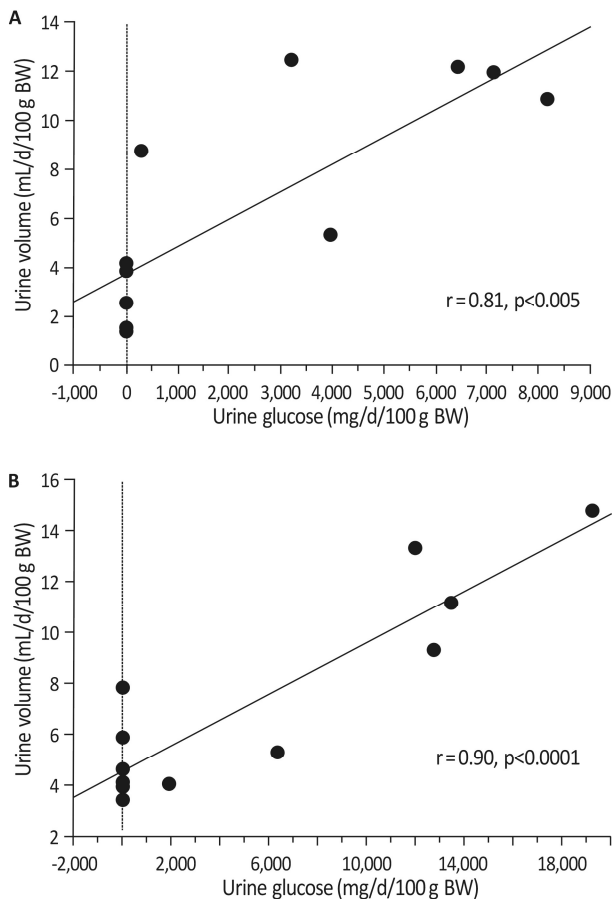 A
Urine volume (mL/d/100 g BW)
14
12
10
8
6
4
2
0
r = 0.81, p<0.005
-1,000 0 1,000 2,000 3,000 4,000 5,000 6,000 7,000 8,000 9,000
Urine glucose (mg/d/100 g BW)
B
Urine volume (mL/d/100 g BW)
16
14
12
10
8
6
4
2
r = 0.90, p<0.0001
-2,000 0 2,000 6,000 10,000 14,000 18,000
Urine glucose (mg/d/100 g BW)